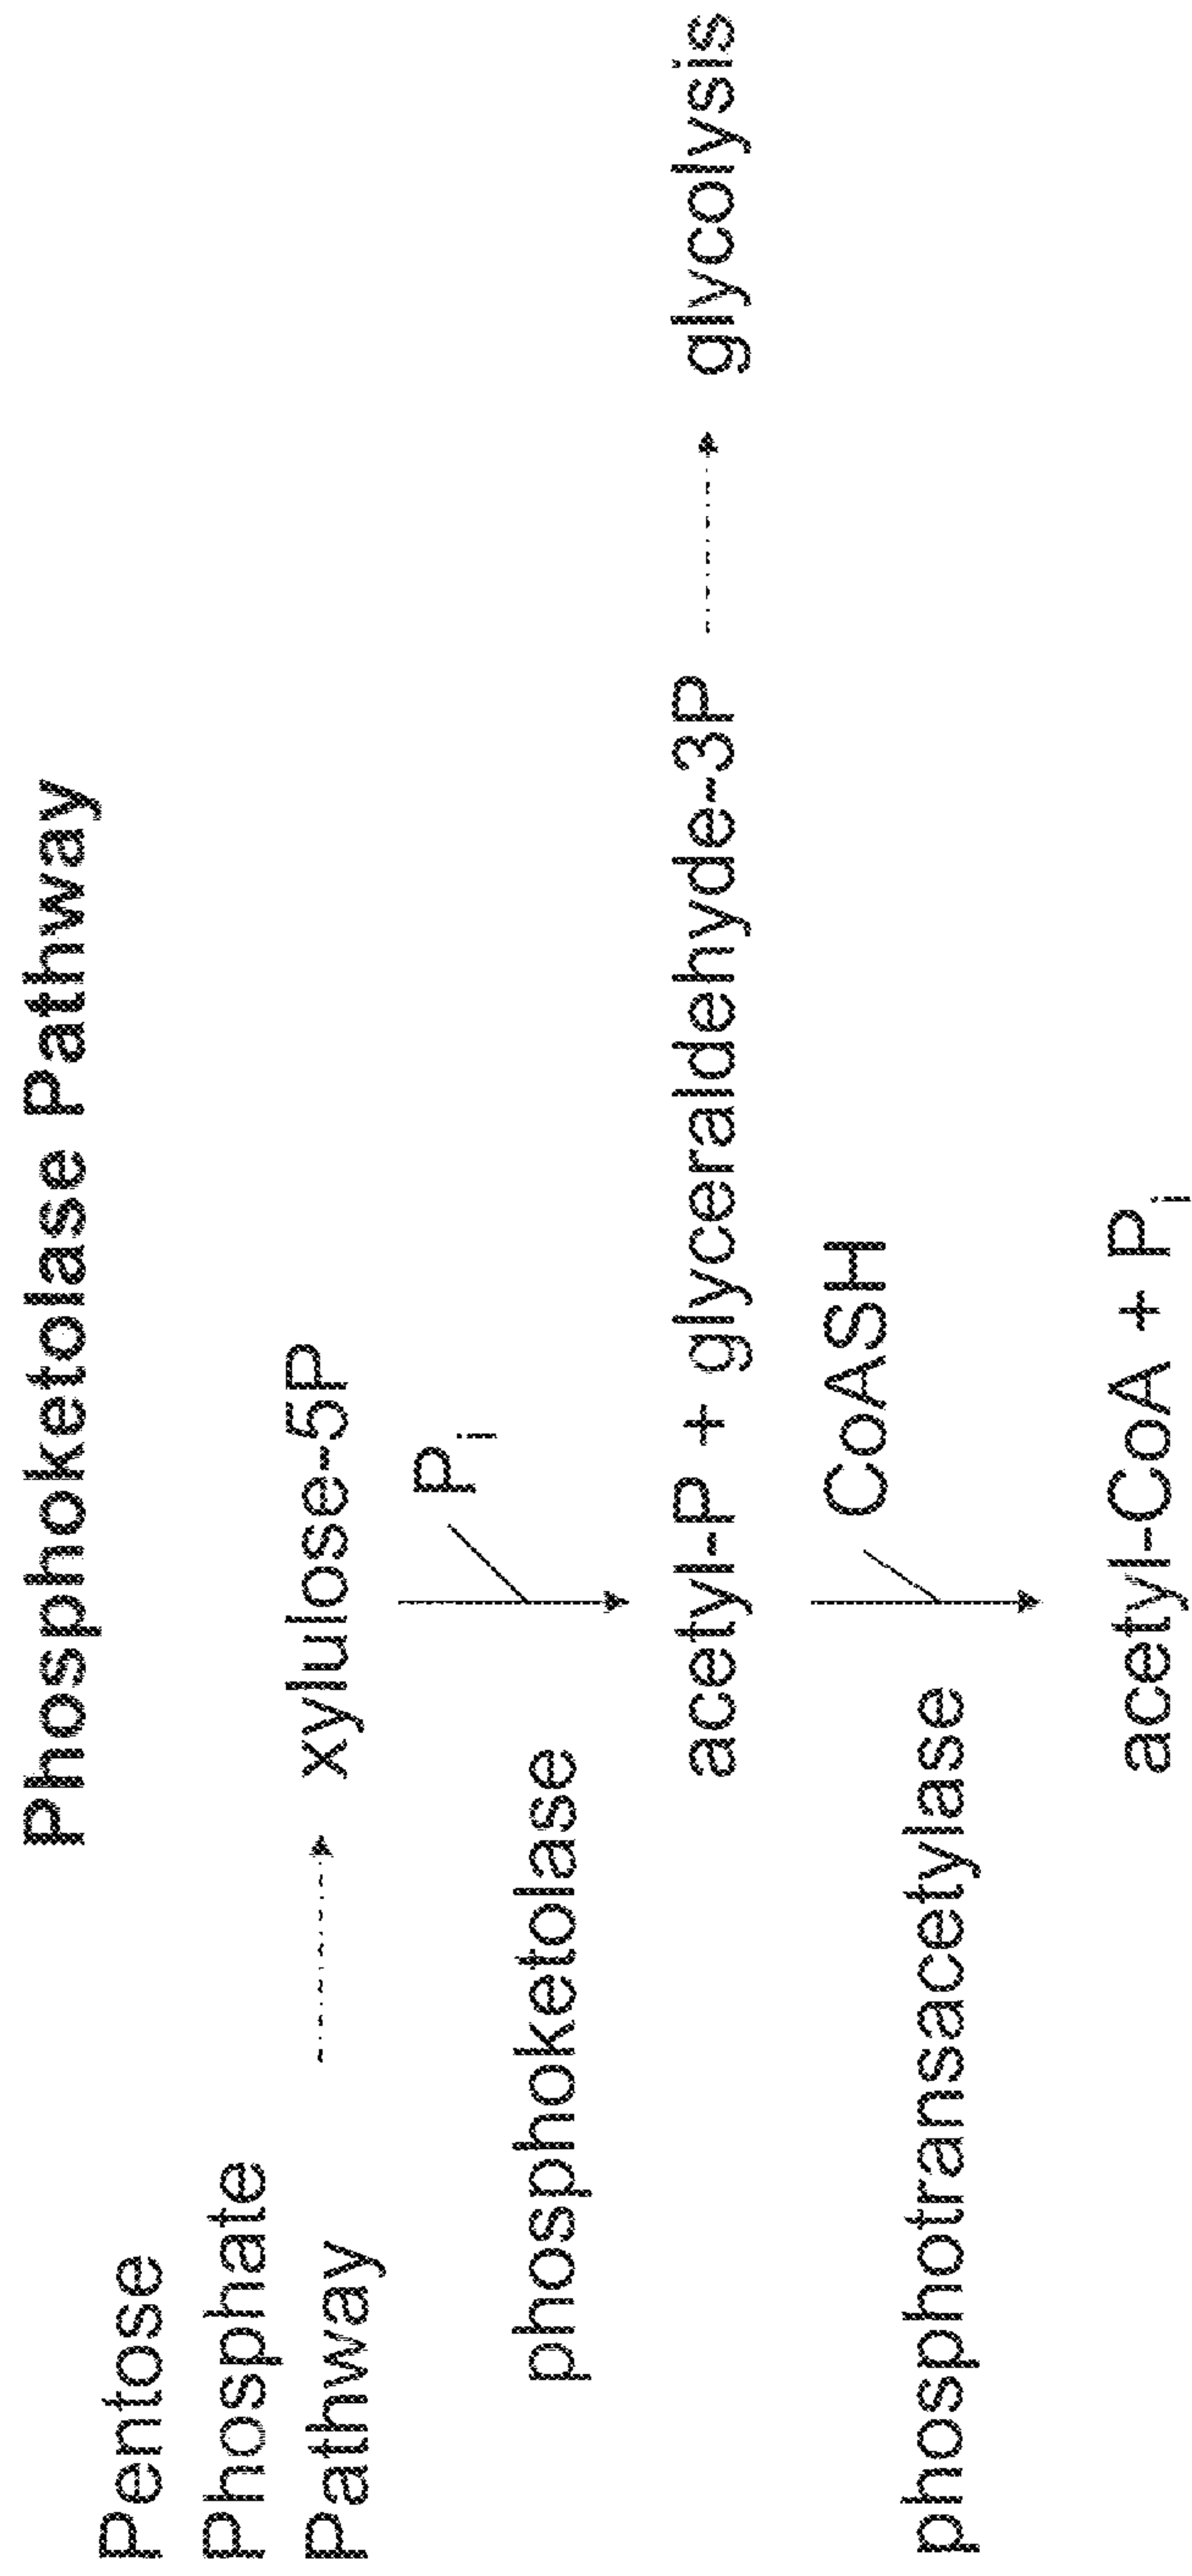 Phosphoketolase Pathway
Pentose
Phosphate
Pathway
xylulose-5P
Pi
phosphoketolase
acetyl-P + glyceraldehyde-3P
glycolysis
CoASH
phosphotransacetylase
acetyl-CoA + Pi